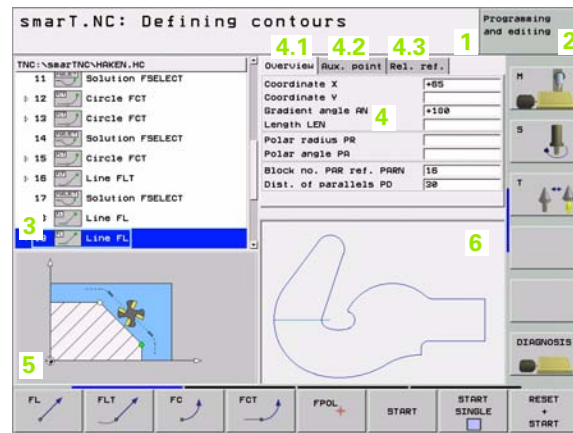 smarT.NC: Defining contours
Programming and editing
1
2
TNC:\smarTNC\HAKEN.HC
11 Solution FSELECT
12 Circle FCT
13 Circle FCT
14 Solution FSELECT
15 Circle FCT
16 Line FLT
17 Solution FSELECT
Line FL
Line FL
3
4.1 4.2 4.3
Overview Aux. point Rel. ref.
Coordinate X +65
Coordinate Y
Gradient angle AN +180
Length LEN
4
Polar radius PR
Polar angle PA
Block no. PAR ref. PARN 16
Dist. of parallels PD 30
5
6
M
S
T
DIAGNOSIS
FL
FLT
FC
FCT
FPOL
START
START SINGLE
RESET + START